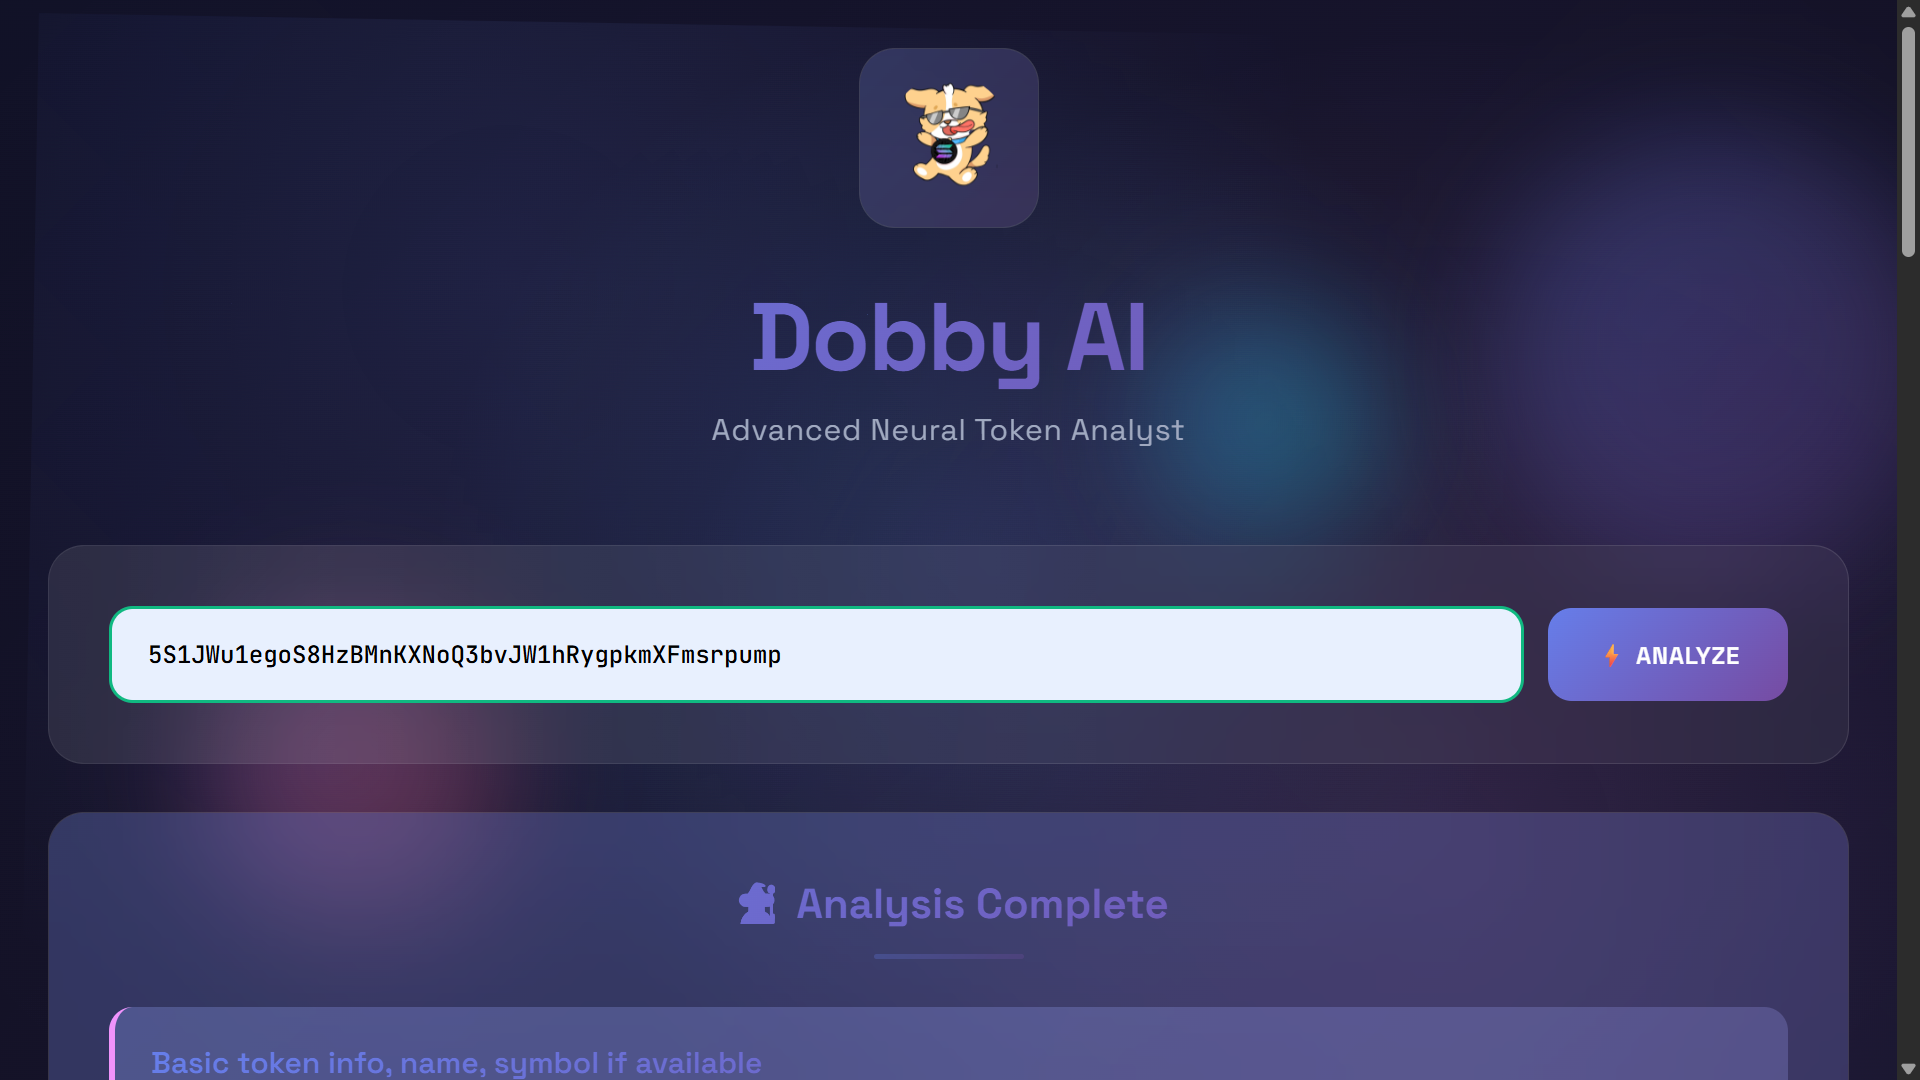 Dobby AI
Advanced Neural Token Analyst
5S1JWu1egoS8HzBMnKXNoQ3bvJW1hRygpkmXFmsrpump
ANALYZE
Analysis Complete
Basic token info, name, symbol if available